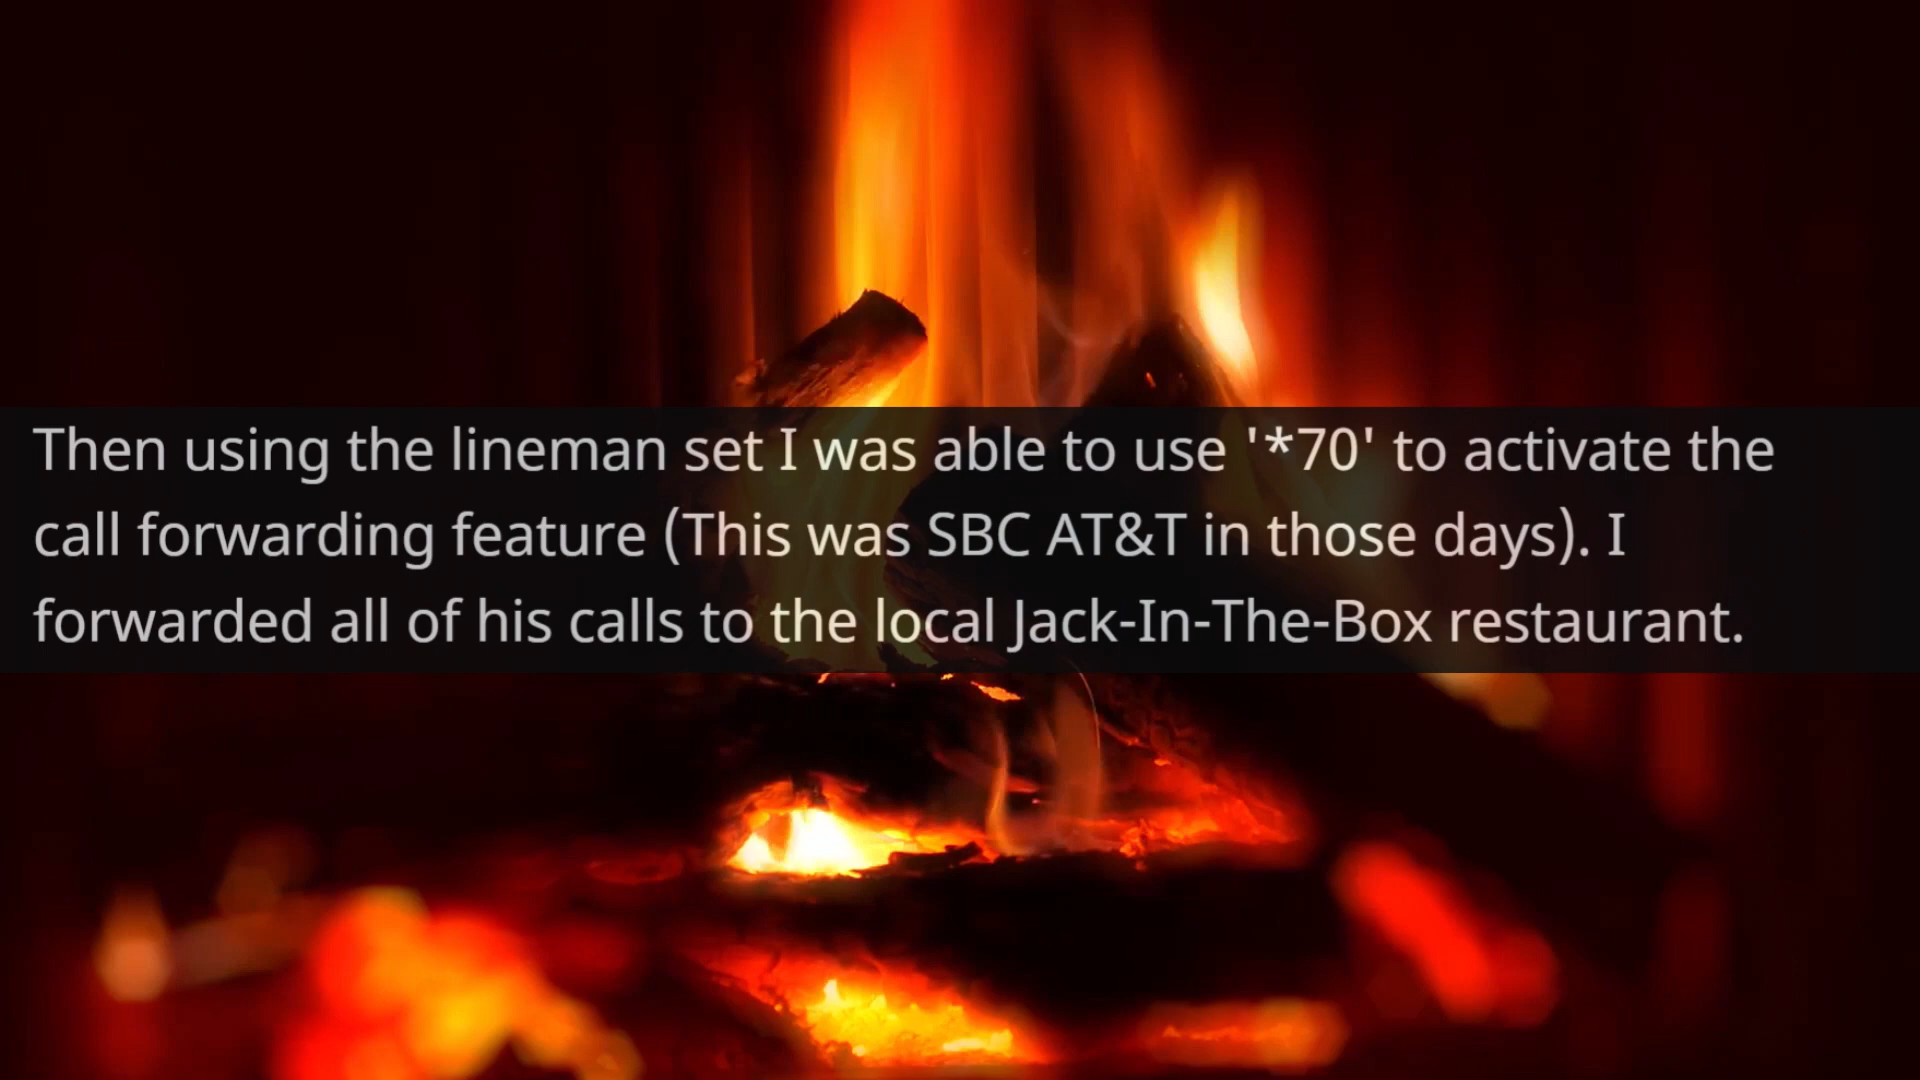 Then using the lineman set I was able to use '*70' to activate the
call forwarding feature (This was SBC AT&T in those days). I
forwarded all of his calls to the local Jack-In-The-Box restaurant.